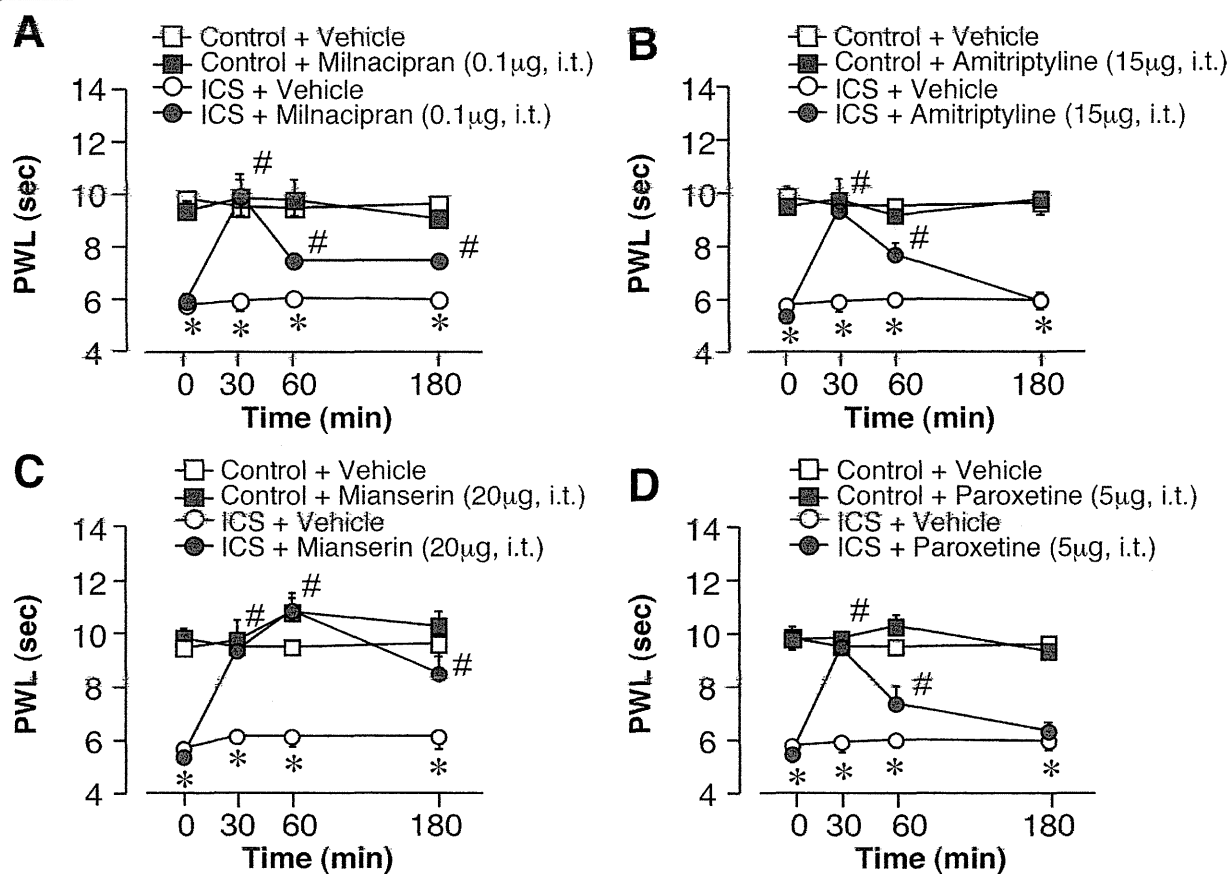 A
Control + Vehicle
Control + Milnacipran (0.1μg, i.t.)
ICS + Vehicle
ICS + Milnacipran (0.1μg, i.t.)
PWL (sec)
14
12
10
8
6
4
#
#
#
*
*
*
*
0 30 60 180
Time (min)
B
Control + Vehicle
Control + Amitriptyline (15μg, i.t.)
ICS + Vehicle
ICS + Amitriptyline (15μg, i.t.)
PWL (sec)
14
12
10
8
6
4
#
#
*
*
*
*
0 30 60 180
Time (min)
C
Control + Vehicle
Control + Mianserin (20μg, i.t.)
ICS + Vehicle
ICS + Mianserin (20μg, i.t.)
PWL (sec)
14
12
10
8
6
4
#
#
#
*
*
*
*
0 30 60 180
Time (min)
D
Control + Vehicle
Control + Paroxetine (5μg, i.t.)
ICS + Vehicle
ICS + Paroxetine (5μg, i.t.)
PWL (sec)
14
12
10
8
6
4
#
#
*
*
*
*
0 30 60 180
Time (min)